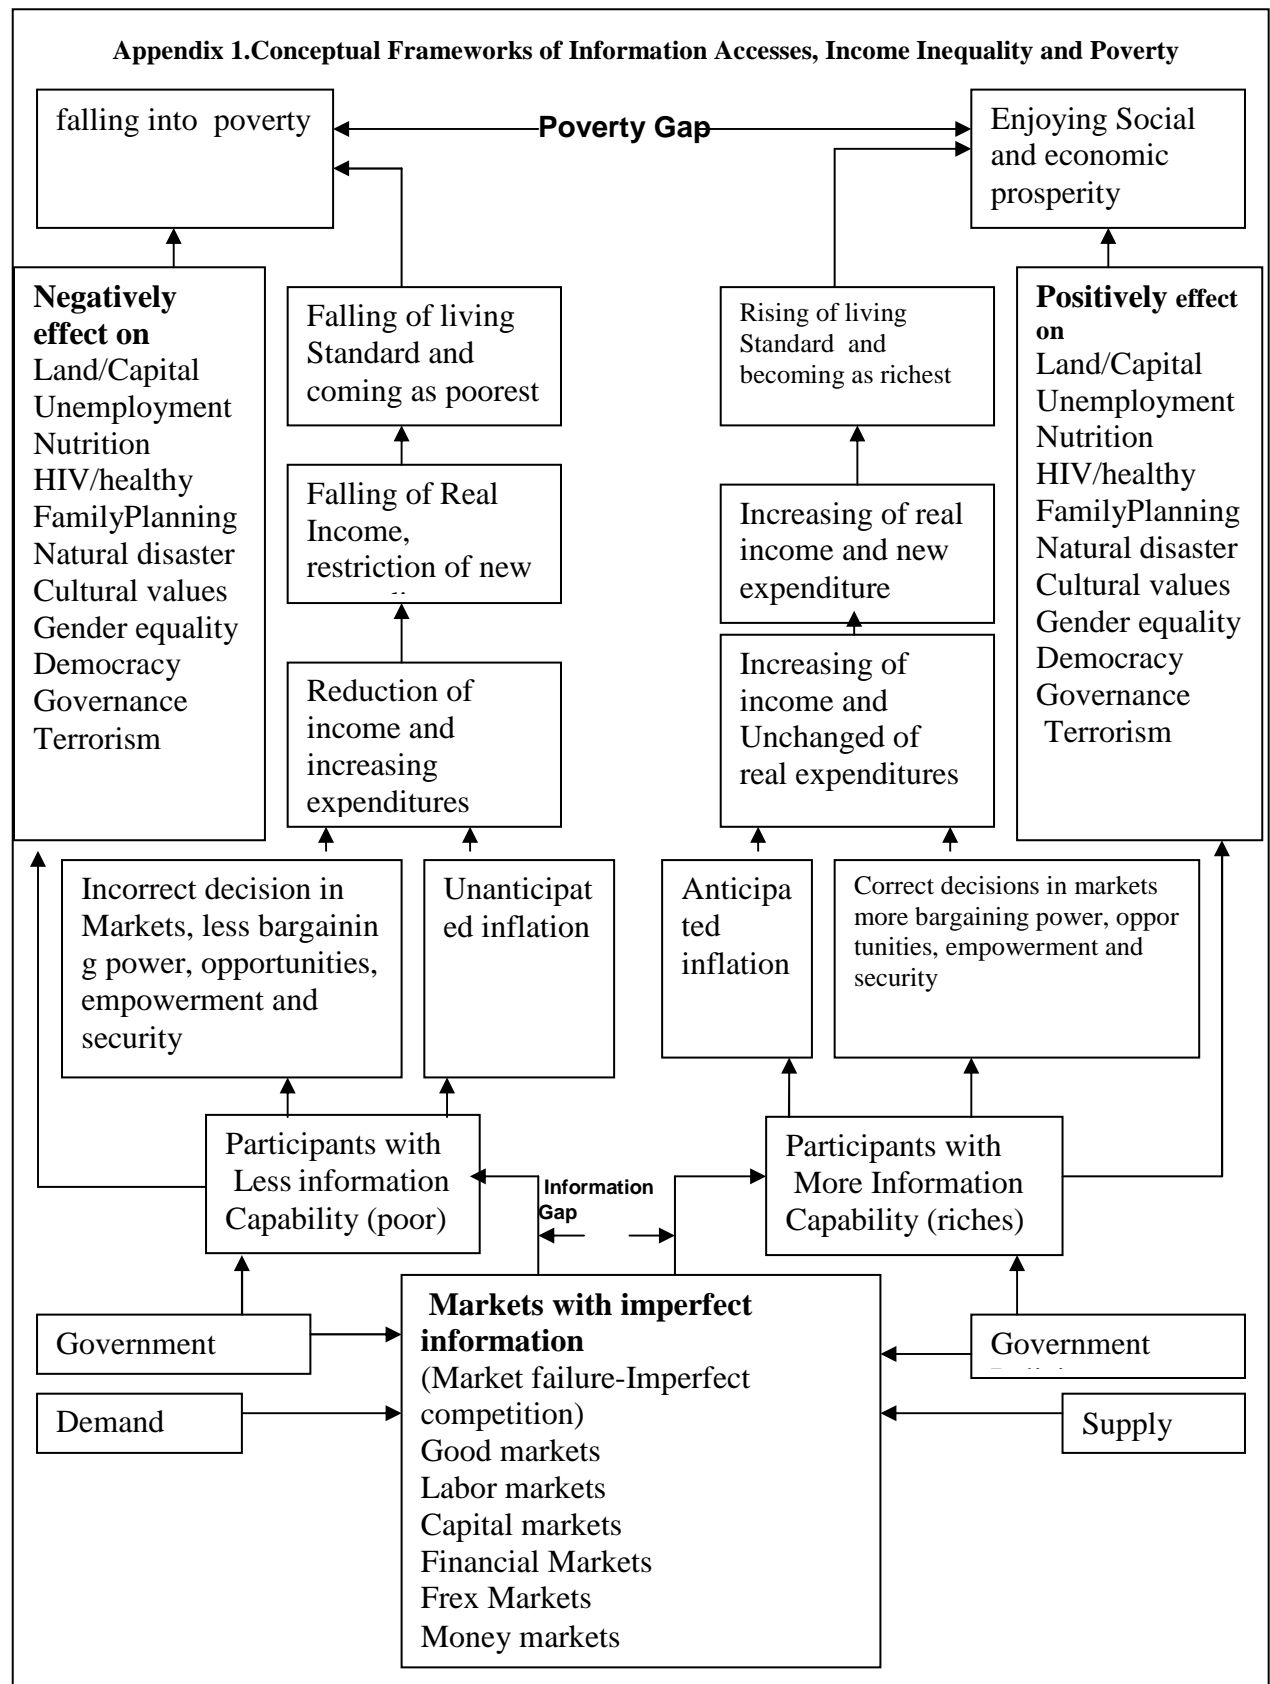 Appendix 1.Conceptual Frameworks of Information Accesses, Income Inequality and Poverty
falling into poverty
Poverty Gap
Enjoying Social
and economic
prosperity
Negatively
effect on
Land/Capital
Unemployment
Nutrition
HIV/healthy
FamilyPlanning
Natural disaster
Cultural values
Gender equality
Democracy
Governance
Terrorism
Falling of living
Standard and
coming as poorest
Rising of living
Standard and
becoming as richest
Positively effect
on
Land/Capital
Unemployment
Nutrition
HIV/healthy
FamilyPlanning
Natural disaster
Cultural values
Gender equality
Democracy
Governance
Terrorism
Falling of Real
Income,
restriction of new
Increasing of real
income and new
expenditure
Reduction of
income and
increasing
expenditures
Increasing of
income and
Unchanged of
real expenditures
Incorrect decision in
Markets, less bargainin
g power, opportunities,
empowerment and
security
Unanticipat
ed inflation
Anticipa
ted
inflation
Correct decisions in markets
more bargaining power, oppor
tunities, empowerment and
security
Participants with
Less information
Capability (poor)
Information
Gap
Participants with
More Information
Capability (riches)
Government
Demand
Markets with imperfect
information
(Market failure-Imperfect
competition)
Good markets
Labor markets
Capital markets
Financial Markets
Frex Markets
Money markets
Government
Supply